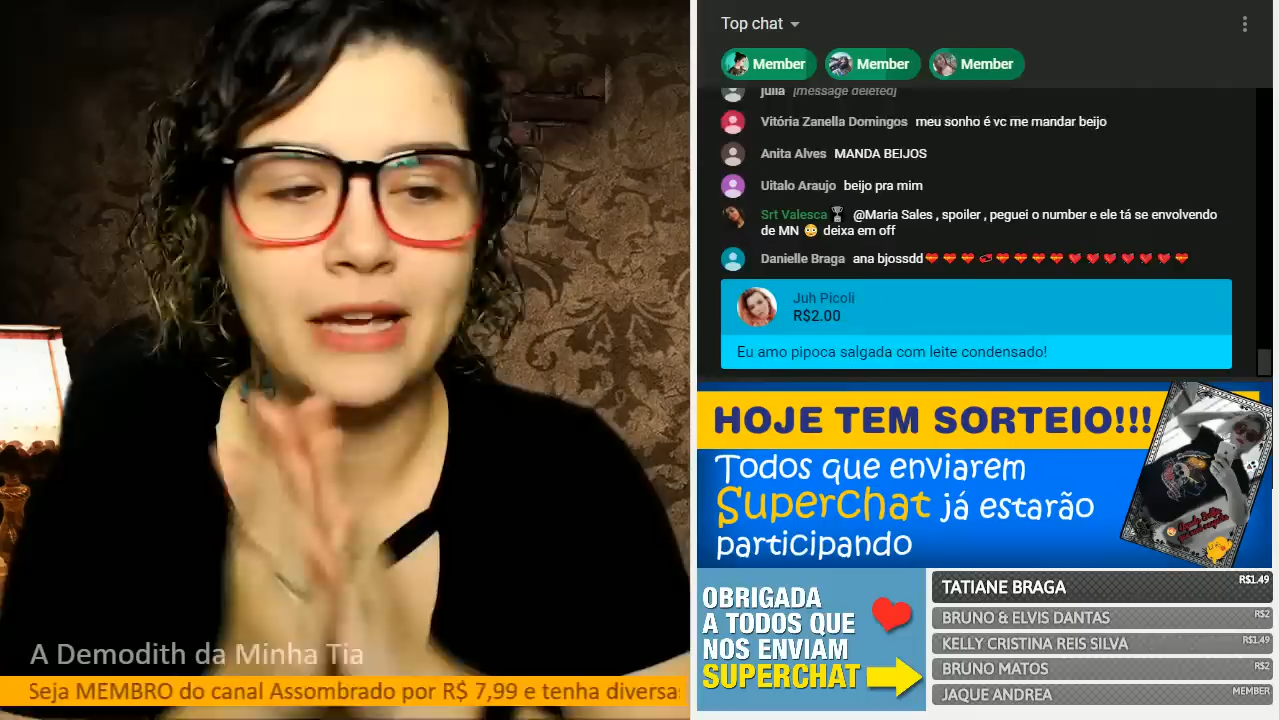 Top chat
Member
Member
Member
julia [message deleted]
Vitória Zanella Domingos meu sonho é vc me mandar beijo
Anita Alves MANDA BEIJOS
Uitalo Araujo beijo pra mim
Srt Valesca @Maria Sales , spoiler , peguei o number e ele tá se envolvendo
de MN 😳 deixa em off
Danielle Braga ana bjossdd
Juh Picoli
R$2.00
Eu amo pipoca salgada com leite condensado!
HOJE TEM SORTEIO!!!
Todos que enviarem
Superchat já estarão
participando
OBRIGADA
A TODOS QUE
NOS ENVIAM
SUPERCHAT
TATIANE BRAGA R$1.49
BRUNO & ELVIS DANTAS R$2
KELLY CRISTINA REIS SILVA R$1.49
BRUNO MATOS R$2
JAQUE ANDREA MEMBER
A Demodith da Minha Tia
Seja MEMBRO do canal Assombrado por R$ 7,99 e tenha diversa